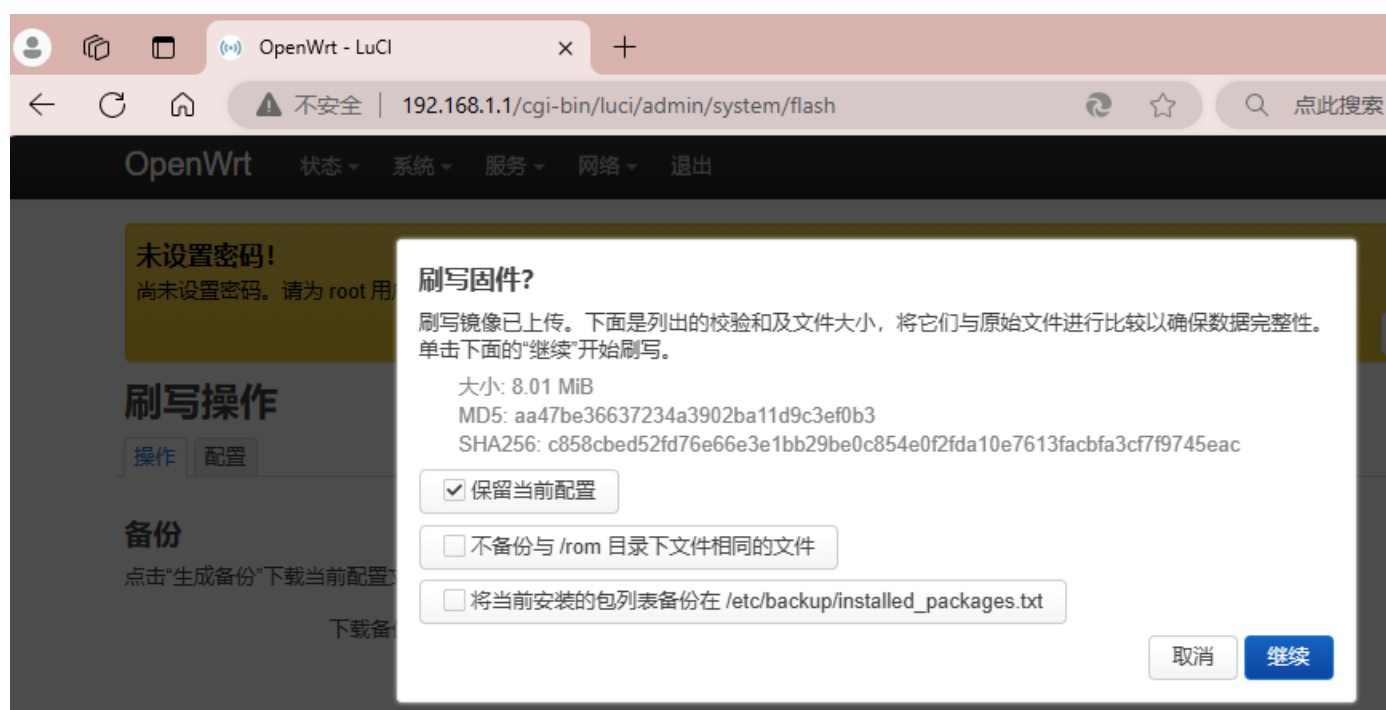 OpenWrt - LuCI
不安全 | 192.168.1.1/cgi-bin/luci/admin/system/flash 点此搜索
OpenWrt 状态 系统 服务 网络 退出
未设置密码!
尚未设置密码。请为 root 用
刷写固件?
刷写镜像已上传。下面是列出的校验和及文件大小，将它们与原始文件进行比较以确保数据完整性。
单击下面的“继续”开始刷写。
大小: 8.01 MiB
MD5: aa47be36637234a3902ba11d9c3ef0b3
SHA256: c858cbed52fd76e66e3e1bb29be0c854e0f2fda10e7613facbfa3cf7f9745eac
刷写操作
操作 配置
保留当前配置
不备份与 /rom 目录下文件相同的文件
将当前安装的包列表备份在 /etc/backup/installed_packages.txt
备份
点击“生成备份”下载当前配置
下载备
取消 继续